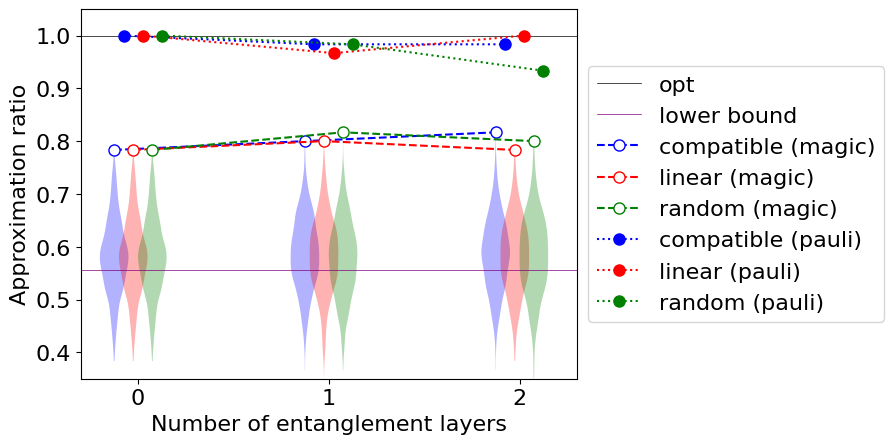 Approximation ratio
1.0
0.9
0.8
0.7
0.6
0.5
0.4
0
1
2
Number of entanglement layers
opt
lower bound
compatible (magic)
linear (magic)
random (magic)
compatible (pauli)
linear (pauli)
random (pauli)